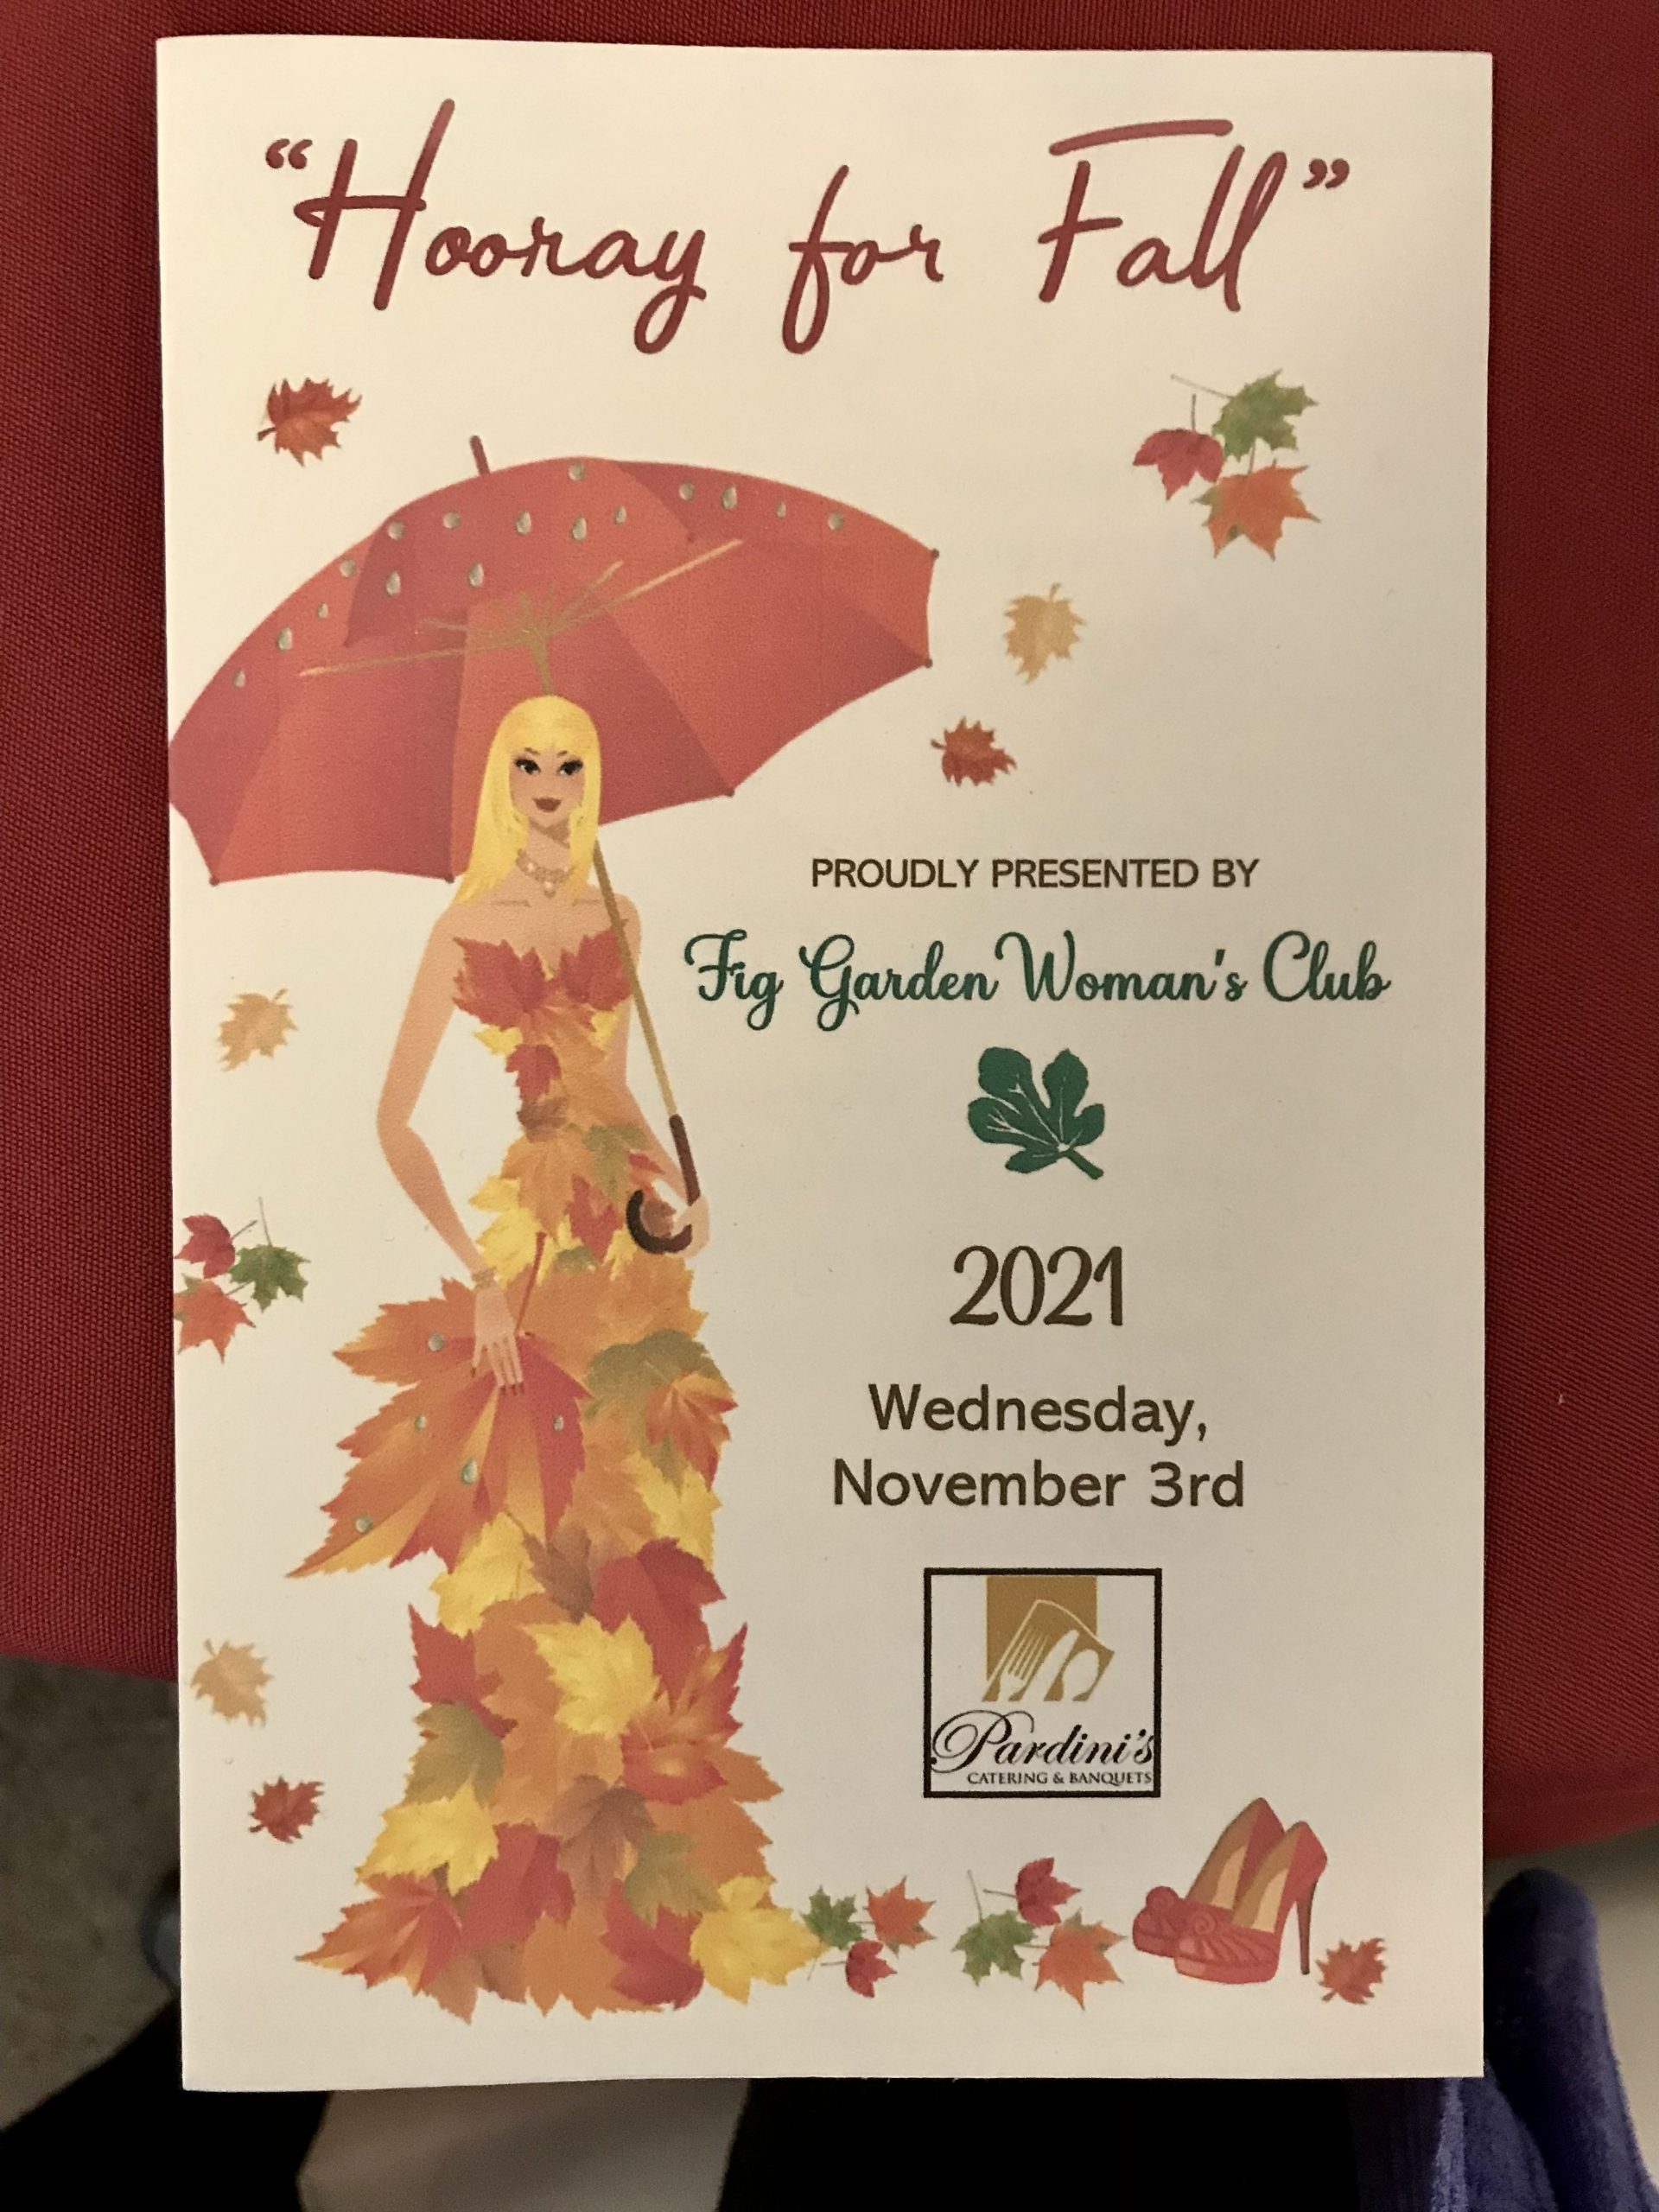 “Hooray for Fall”
PROUDLY PRESENTED BY
Fig Garden Woman's Club
2021
Wednesday,
November 3rd
Pardini's
CATERING & BANQUETS